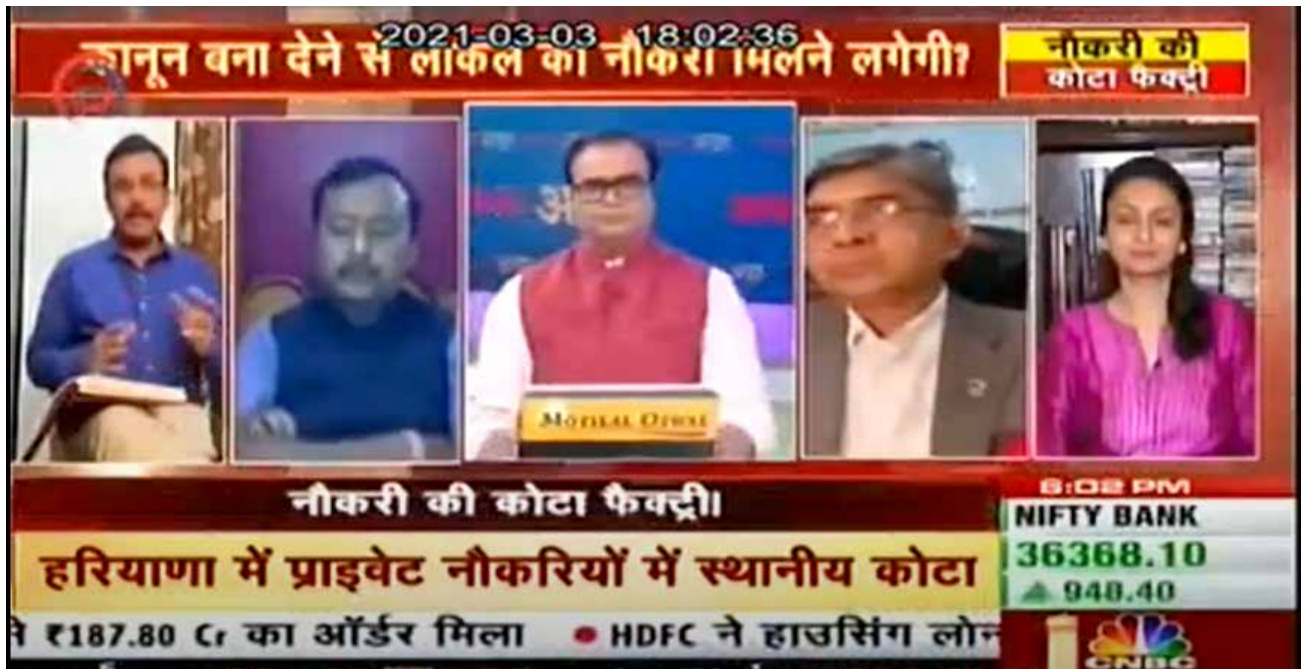 2021-03-03 18:02:36
कानून बना देने से लोकल को नौकरी मिलने लगेगी?
नौकरी की
कोटा फैक्ट्री
MOTILAL OSWAL
नौकरी की कोटा फैक्ट्री।
हरियाणा में प्राइवेट नौकरियों में स्थानीय कोटा
6:02 PM
NIFTY BANK
36368.10
948.40
₹187.80 Cr का ऑर्डर मिला • HDFC ने हाउसिंग लोन
CNBC